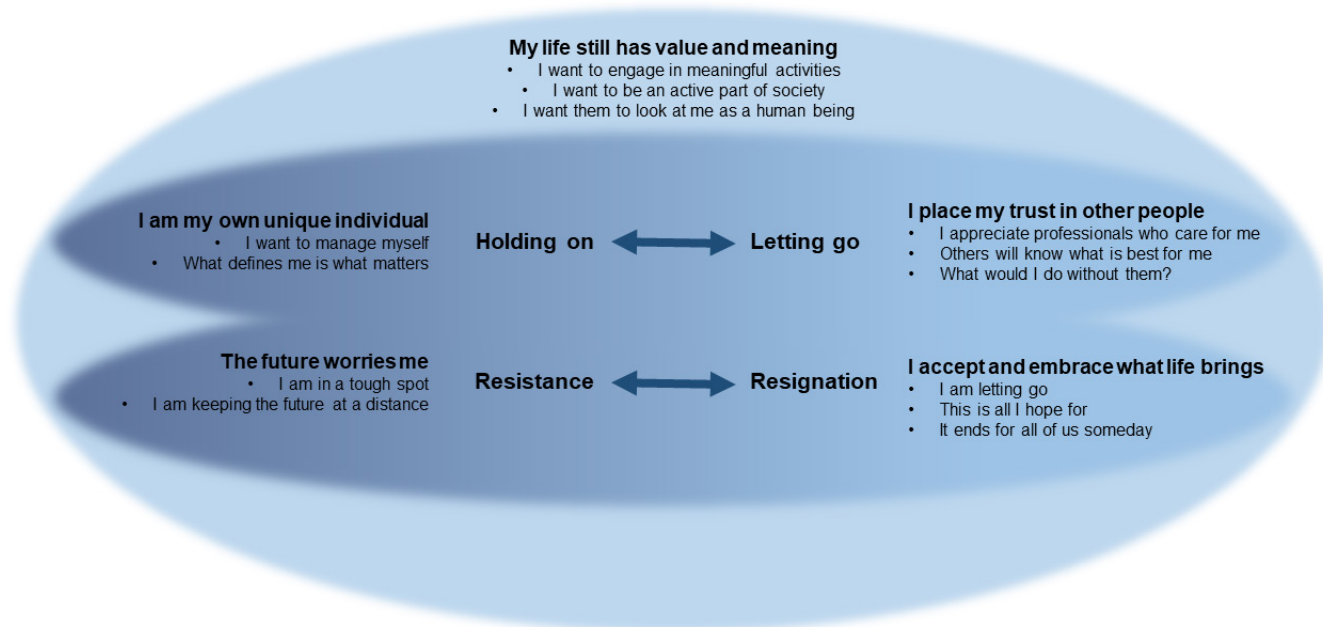 My life still has value and meaning
• I want to engage in meaningful activities
• I want to be an active part of society
• I want them to look at me as a human being
I am my own unique individual
• I want to manage myself
• What defines me is what matters
Holding on
Letting go
I place my trust in other people
• I appreciate professionals who care for me
• Others will know what is best for me
• What would I do without them?
The future worries me
• I am in a tough spot
• I am keeping the future at a distance
Resistance
Resignation
I accept and embrace what life brings
• I am letting go
• This is all I hope for
• It ends for all of us someday